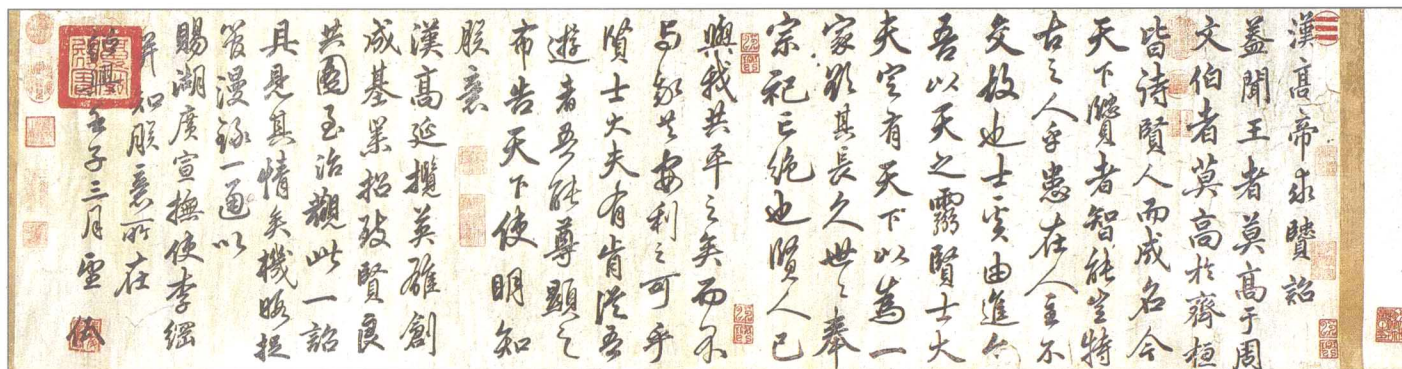 漢高帝求賢詔
蓋聞王者莫高于周
文伯者莫高於齊桓
皆待賢人而成名今
天下賢者智能豈特
古之人乎患在人主不
交故也士奚由進今
吾以天之靈賢士大
夫定有天下以為一
家欲其長久世〻奉
宗祀亡絶也賢人已
與我共平之矣而不
与我共安利之可乎
賢士大夫有肯從吾
遊者吾能尊顯之
布告天下使明知
朕意
漢高延攬英雄創
成基業招致賢良
共圖至治觀此一詔
具見其情矣機暇捉
管漫録一通以
賜湖廣宣撫使李綱
并知朕意所在
壬子三月